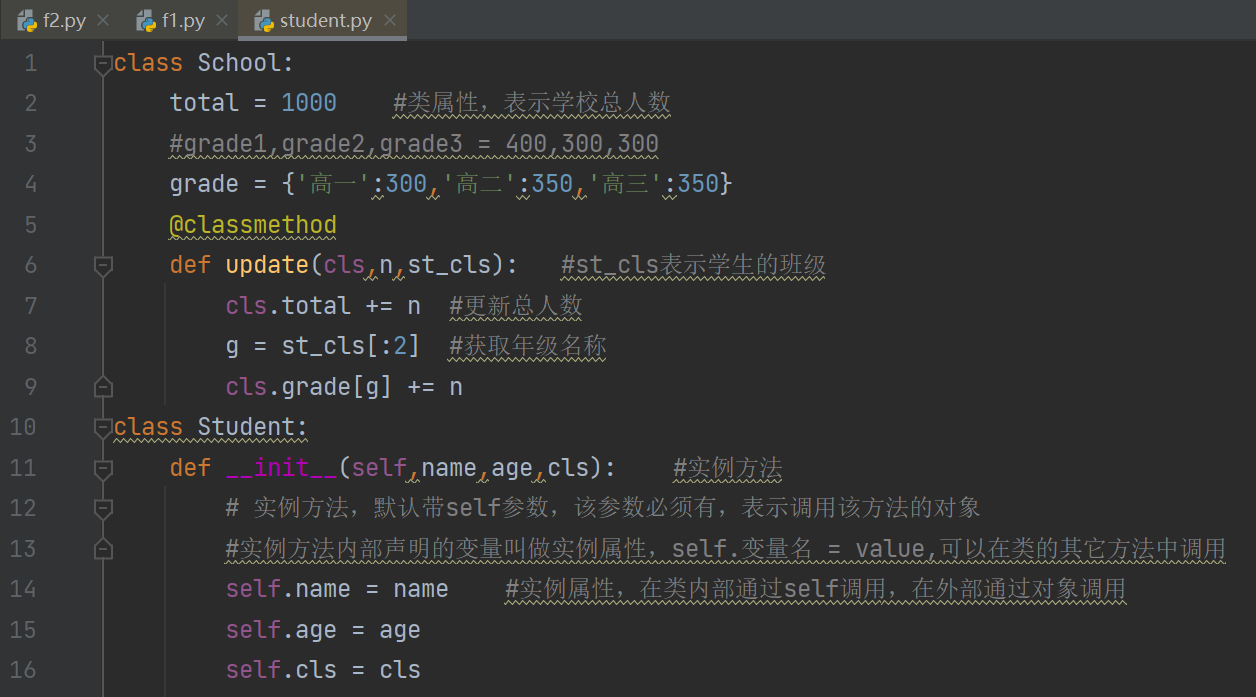 f2.py f1.py student.py
1 class School:
2 total = 1000 #类属性，表示学校总人数
3 #grade1,grade2,grade3 = 400,300,300
4 grade = {'高一':300,'高二':350,'高三':350}
5 @classmethod
6 def update(cls,n,st_cls): #st_cls表示学生的班级
7 cls.total += n #更新总人数
8 g = st_cls[:2] #获取年级名称
9 cls.grade[g] += n
10 class Student:
11 def __init__(self,name,age,cls): #实例方法
12 # 实例方法，默认带self参数，该参数必须有，表示调用该方法的对象
13 #实例方法内部声明的变量叫做实例属性，self.变量名 = value,可以在类的其它方法中调用
14 self.name = name #实例属性，在类内部通过self调用，在外部通过对象调用
15 self.age = age
16 self.cls = cls